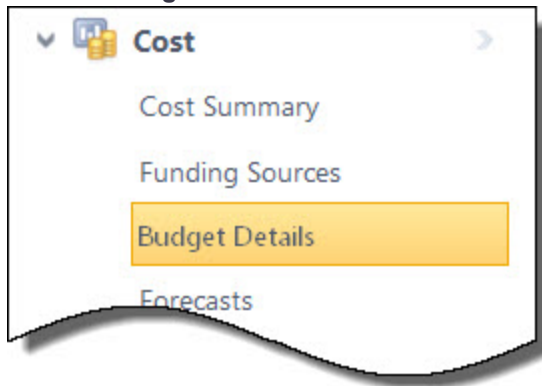 Cost
Cost Summary
Funding Sources
Budget Details
Forecasts